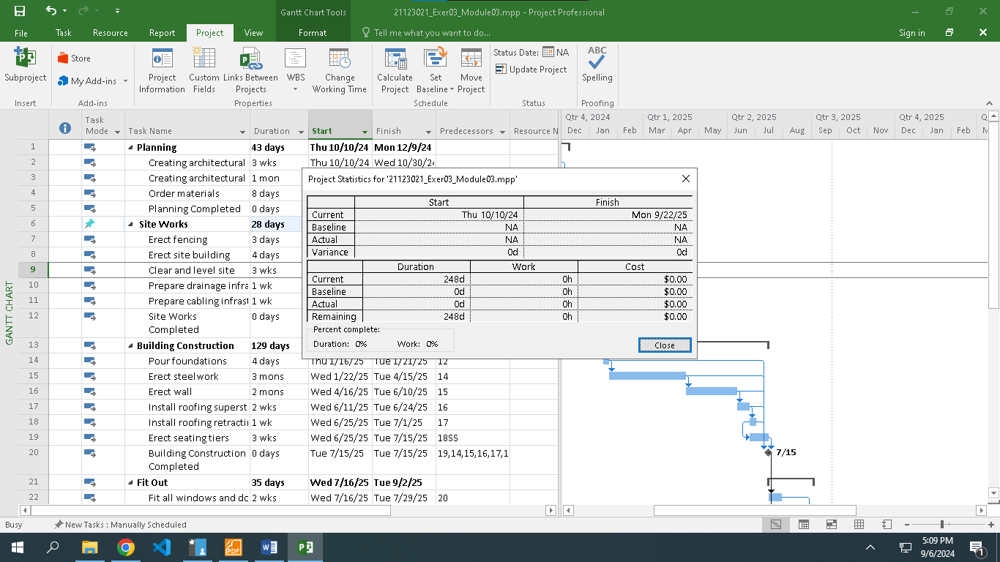 Gantt Chart Tools
21123021_Exer03_Module03.mpp - Project Professional
File Task Resource Report Project View Format Tell me what you want to do... Sign in
Subproject
Store
My Add-ins
Project Information
Custom Fields
Links Between Projects
WBS
Change Working Time
Calculate Project
Set Baseline
Move Project
Status Date: NA
Update Project
ABC
Spelling
Insert Add-ins Properties Schedule Status Proofing
Task Mode Task Name Duration Start Finish Predecessors Resource N
Qtr 4, 2024 Qtr 1, 2025 Qtr 2, 2025 Qtr 3, 2025 Qtr 4, 2025 Q
Dec Jan Feb Mar Apr May Jun Jul Aug Sep Oct Nov Dec Jan Feb M
1 Planning 43 days Thu 10/10/24 Mon 12/9/24
2 Creating architectural 3 wks Thu 10/10/24 Wed 10/30/24
3 Creating architectural 1 mon
4 Order materials 8 days
5 Planning Completed 0 days
6 Site Works 28 days
7 Erect fencing 3 days
8 Erect site building 4 days
9 Clear and level site 3 wks
10 Prepare drainage infra 1 wk
11 Prepare cabling infrast 1 wk
12 Site Works 0 days
Completed
13 Building Construction 129 days
14 Pour foundations 4 days Thu 1/16/25 Tue 1/21/25 12
15 Erect steelwork 3 mons Wed 1/22/25 Tue 4/15/25 14
16 Erect wall 2 mons Wed 4/16/25 Tue 6/10/25 15
17 Install roofing superst 2 wks Wed 6/11/25 Tue 6/24/25 16
18 Install roofing retractin 1 wk Wed 6/25/25 Tue 7/1/25 17
19 Erect seating tiers 3 wks Wed 6/25/25 Tue 7/15/25 18SS
20 Building Construction 0 days Tue 7/15/25 Tue 7/15/25 19,14,15,16,17,1
Completed
7/15
21 Fit Out 35 days Wed 7/16/25 Tue 9/2/25
22 Fit all windows and do 2 wks Wed 7/16/25 Tue 7/29/25 20
GANTT CHART
Project Statistics for '21123021_Exer03_Module03.mpp'
Start Finish
Current Thu 10/10/24 Mon 9/22/25
Baseline NA NA
Actual NA NA
Variance 0d 0d
Duration Work Cost
Current 248d 0h $0.00
Baseline 0d 0h $0.00
Actual 0d 0h $0.00
Remaining 248d 0h $0.00
Percent complete:
Duration: 0% Work: 0%
Close
Busy New Tasks : Manually Scheduled
5:09 PM
9/6/2024
1